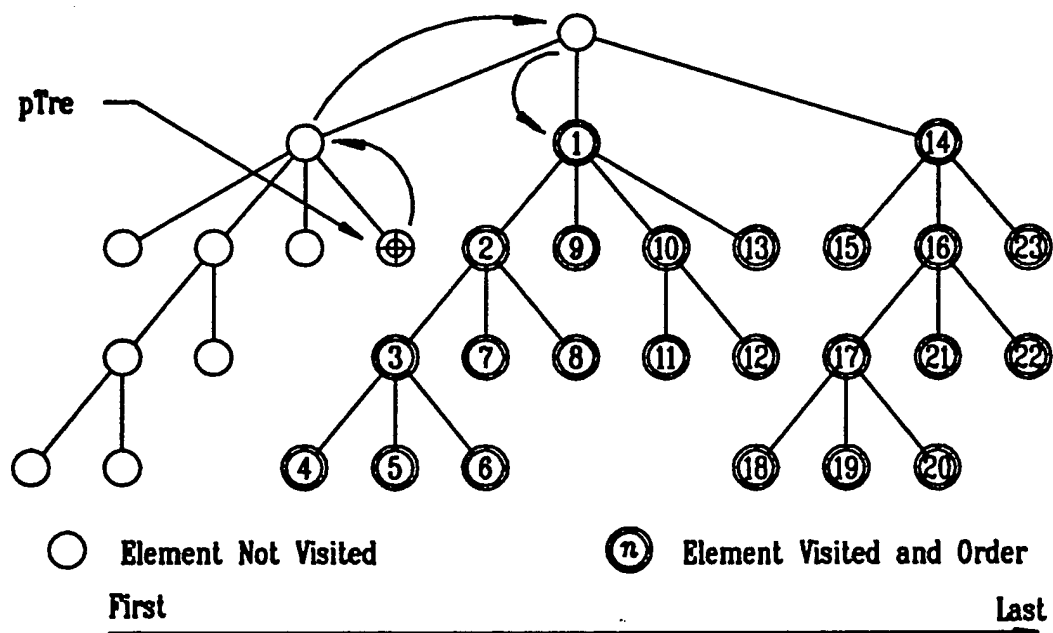 pTre
1 14
2 9 10 13 15 16 23
3 7 8 11 12 17 21 22
4 5 6 18 19 20
Element Not Visited
n Element Visited and Order
First Last